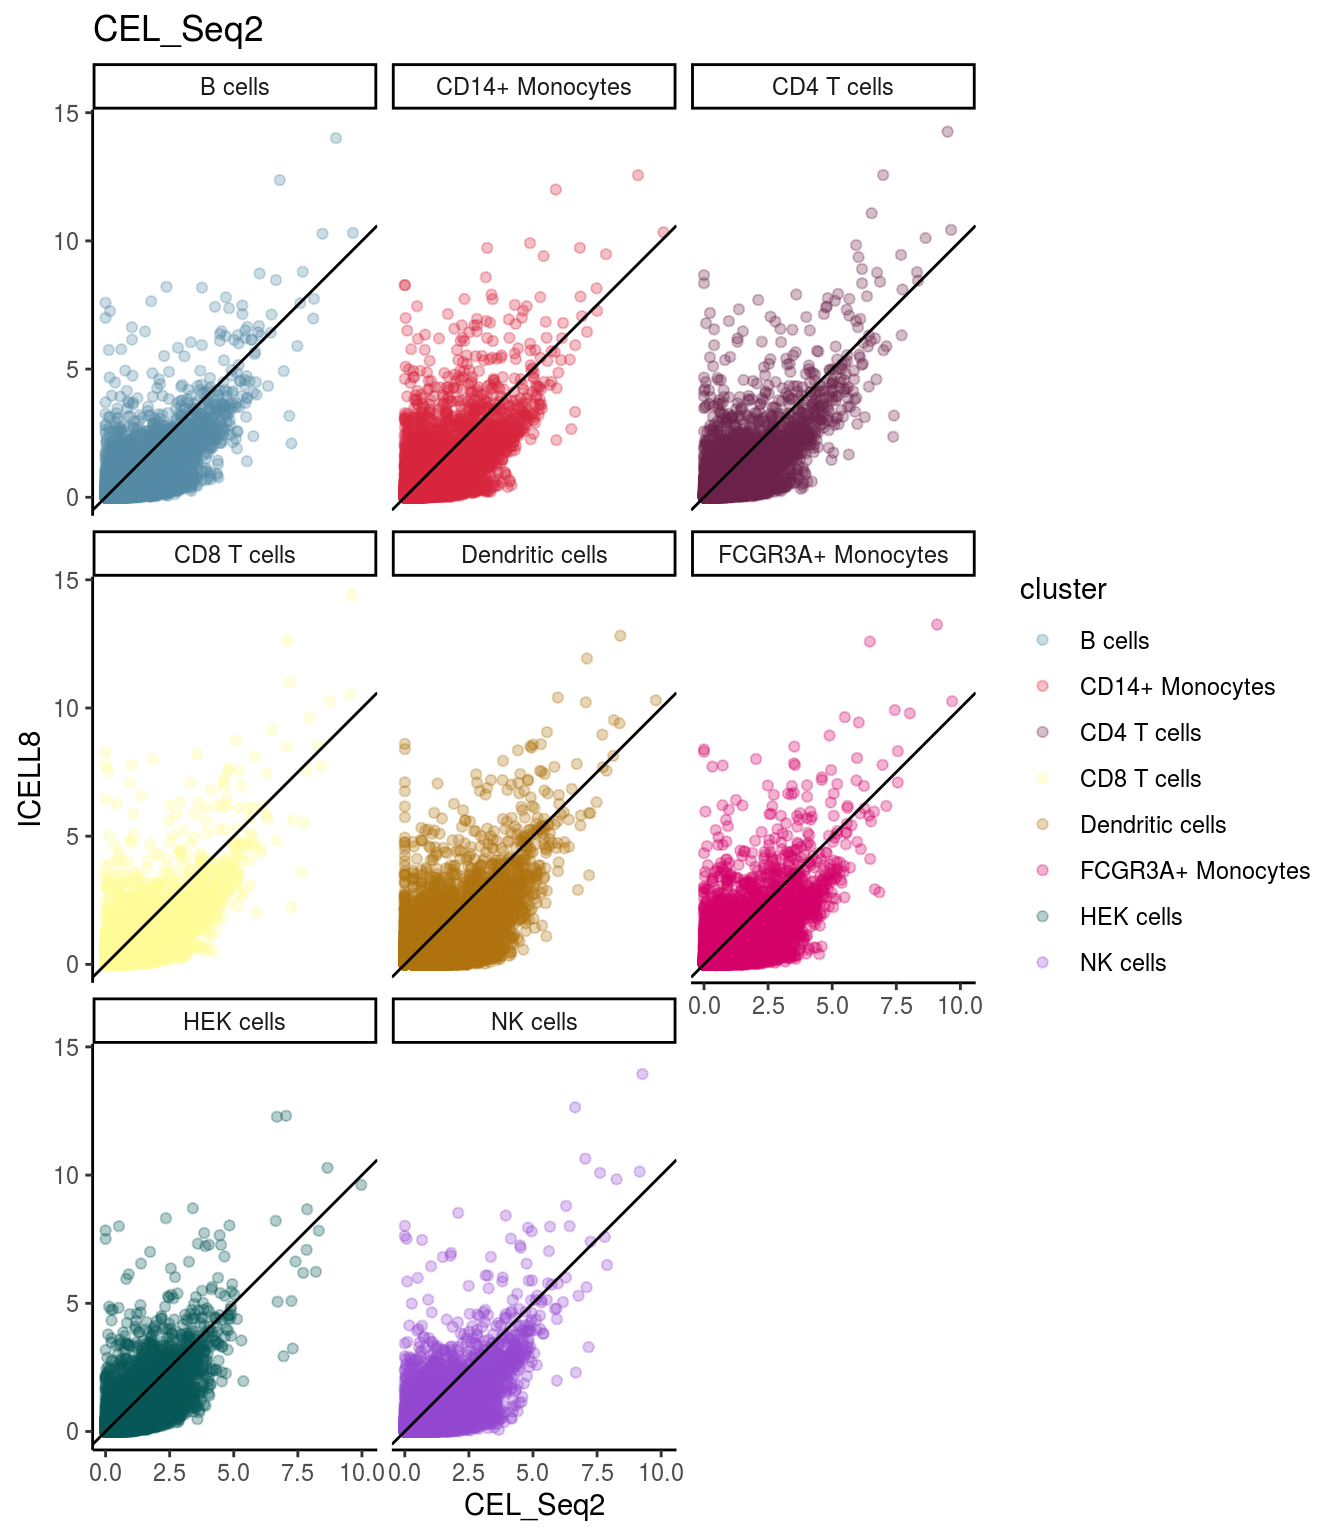 CEL_Seq2
B cells
CD14+ Monocytes
CD4 T cells
15
10
5
0
CD8 T cells
Dendritic cells
FCGR3A+ Monocytes
15
10
5
0
0.0 2.5 5.0 7.5 10.0
HEK cells
NK cells
15
10
5
0
0.0 2.5 5.0 7.5 10.0
0.0 2.5 5.0 7.5 10.0
CEL_Seq2
ICELL8
cluster
B cells
CD14+ Monocytes
CD4 T cells
CD8 T cells
Dendritic cells
FCGR3A+ Monocytes
HEK cells
NK cells